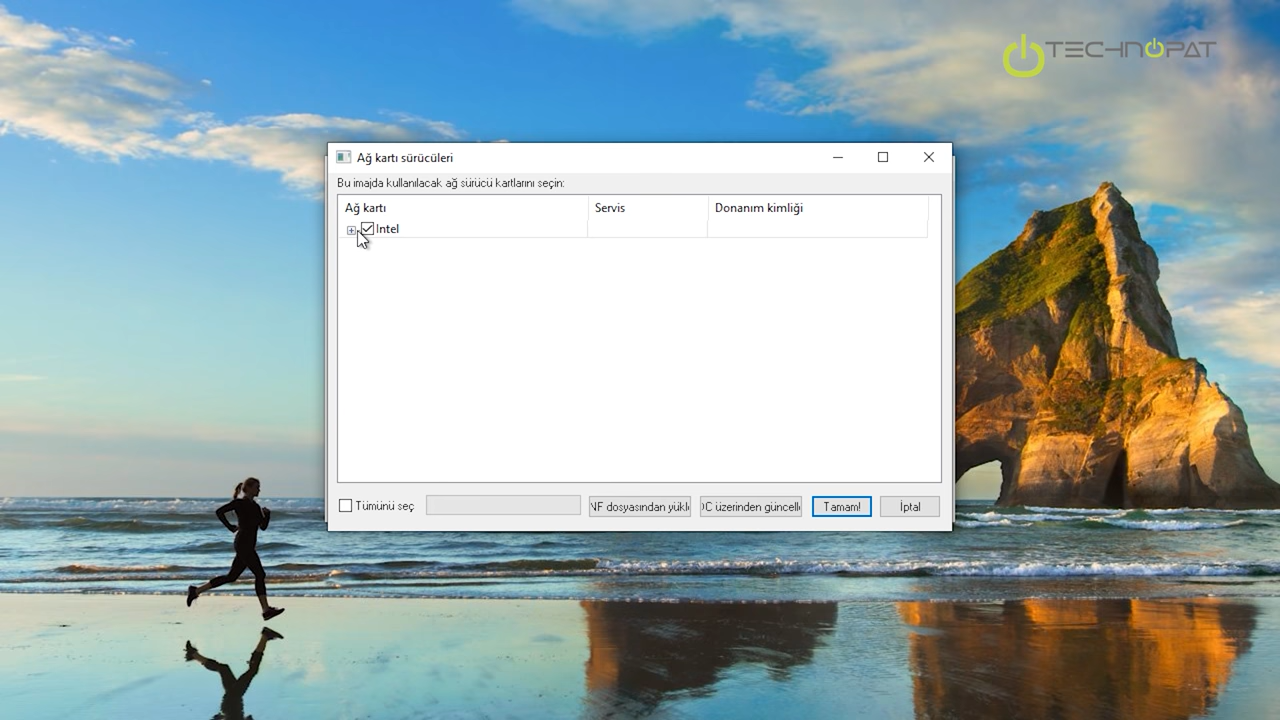 TECHNOPAT
Ağ kartı sürücüleri
Bu imajda kullanılacak ağ sürücü kartlarını seçin:
Ağ kartı Servis Donanım kimliği
Intel
Tümünü seç NF dosyasından yükl C üzerinden güncell Tamam! İptal